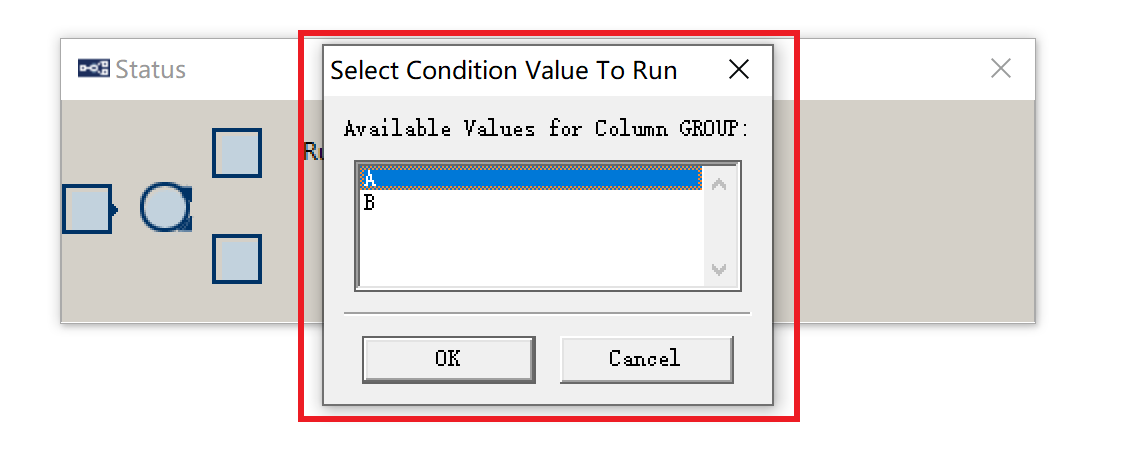 Status
Select Condition Value To Run
Available Values for Column GROUP:
Ru
A
B
OK
Cancel